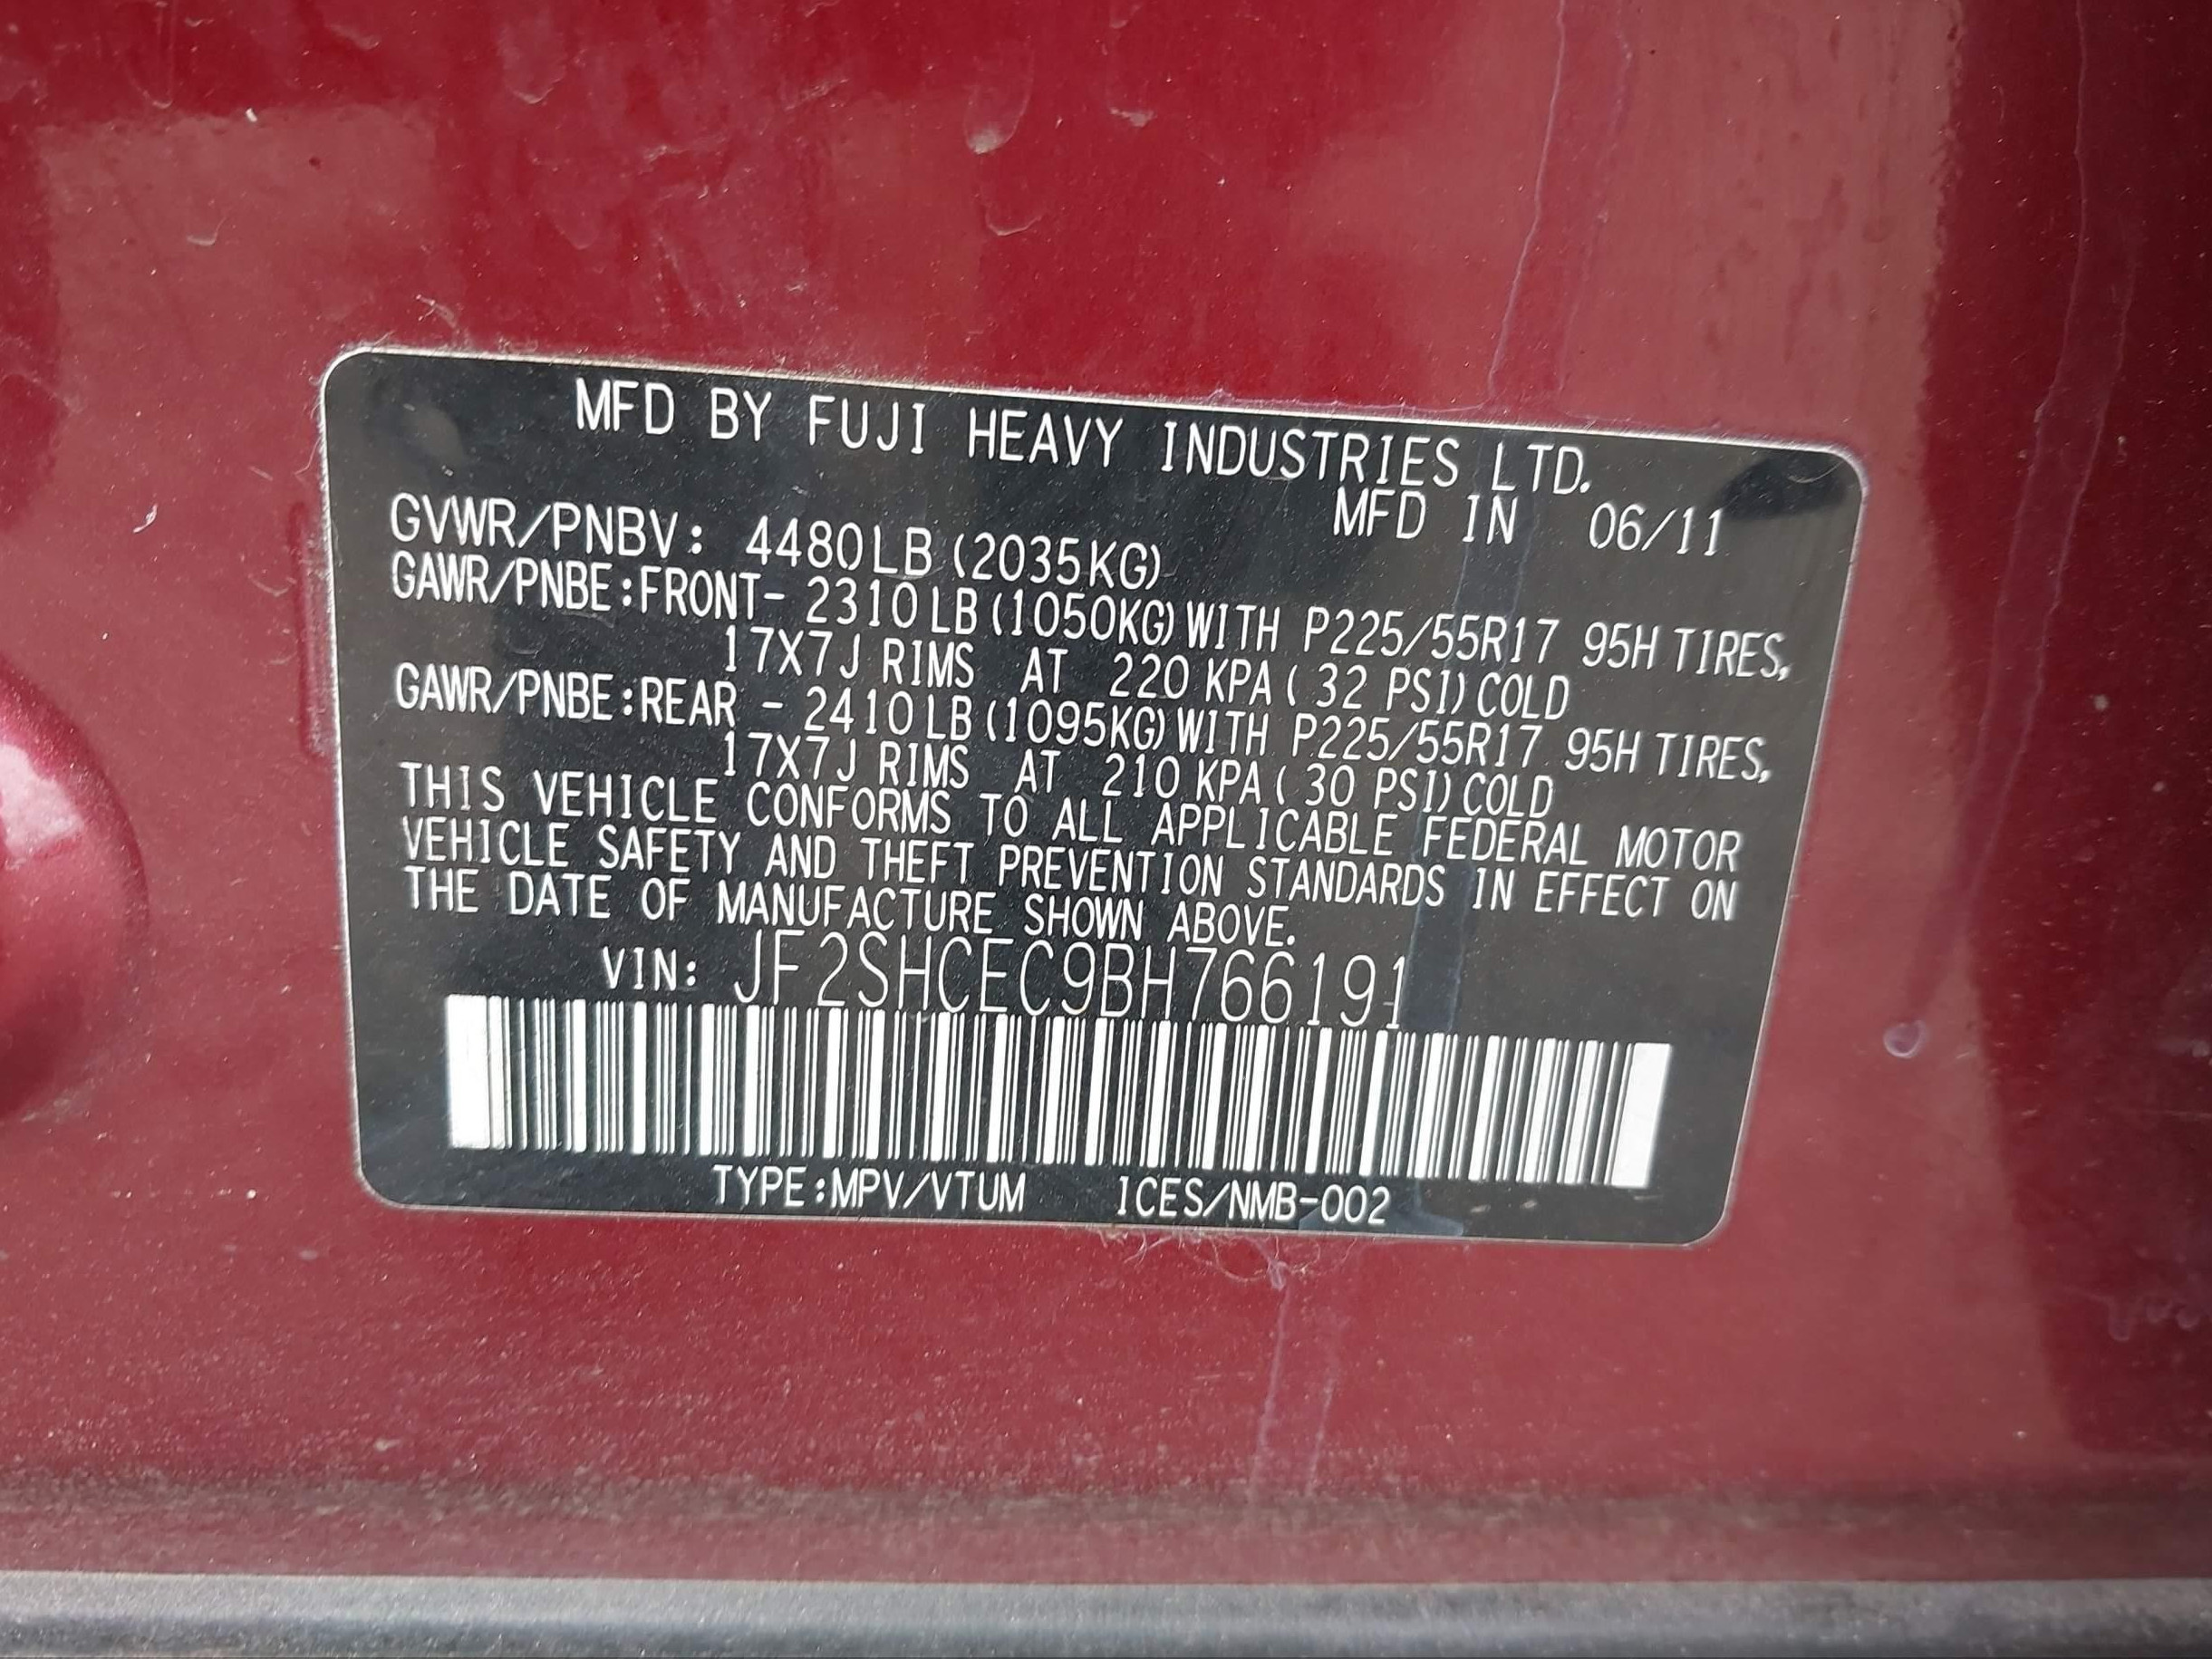 MFD BY FUJI HEAVY INDUSTRIES LTD.
MFD IN 06/11
GVWR/PNBV: 4480LB (2035KG)
GAWR/PNBE:FRONT- 2310LB(1050KG)WITH P225/55R17 95H TIRES,
17X7J RIMS AT 220 KPA( 32 PSI)COLD
GAWR/PNBE:REAR - 2410LB(1095KG)WITH P225/55R17 95H TIRES,
17X7J RIMS AT 210 KPA( 30 PSI)COLD
THIS VEHICLE CONFORMS TO ALL APPLICABLE FEDERAL MOTOR
VEHICLE SAFETY AND THEFT PREVENTION STANDARDS IN EFFECT ON
THE DATE OF MANUFACTURE SHOWN ABOVE.
VIN: JF2SHCEC9BH766191
TYPE:MPV/VTUM ICES/NMB-002